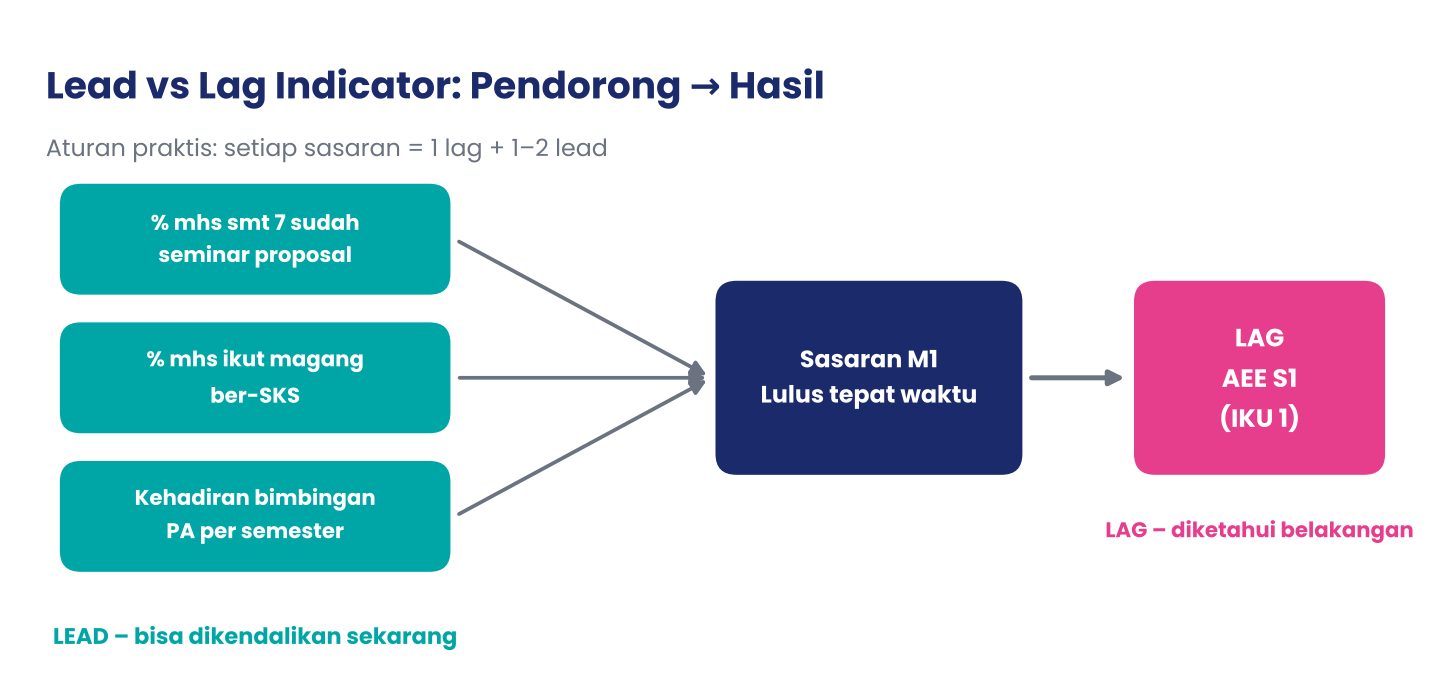 Lead vs Lag Indicator: Pendorong → Hasil
Aturan praktis: setiap sasaran = 1 lag + 1–2 lead
% mhs smt 7 sudah
seminar proposal
% mhs ikut magang
ber-SKS
Kehadiran bimbingan
PA per semester
LEAD – bisa dikendalikan sekarang
Sasaran M1
Lulus tepat waktu
LAG
AEE S1
(IKU 1)
LAG – diketahui belakangan